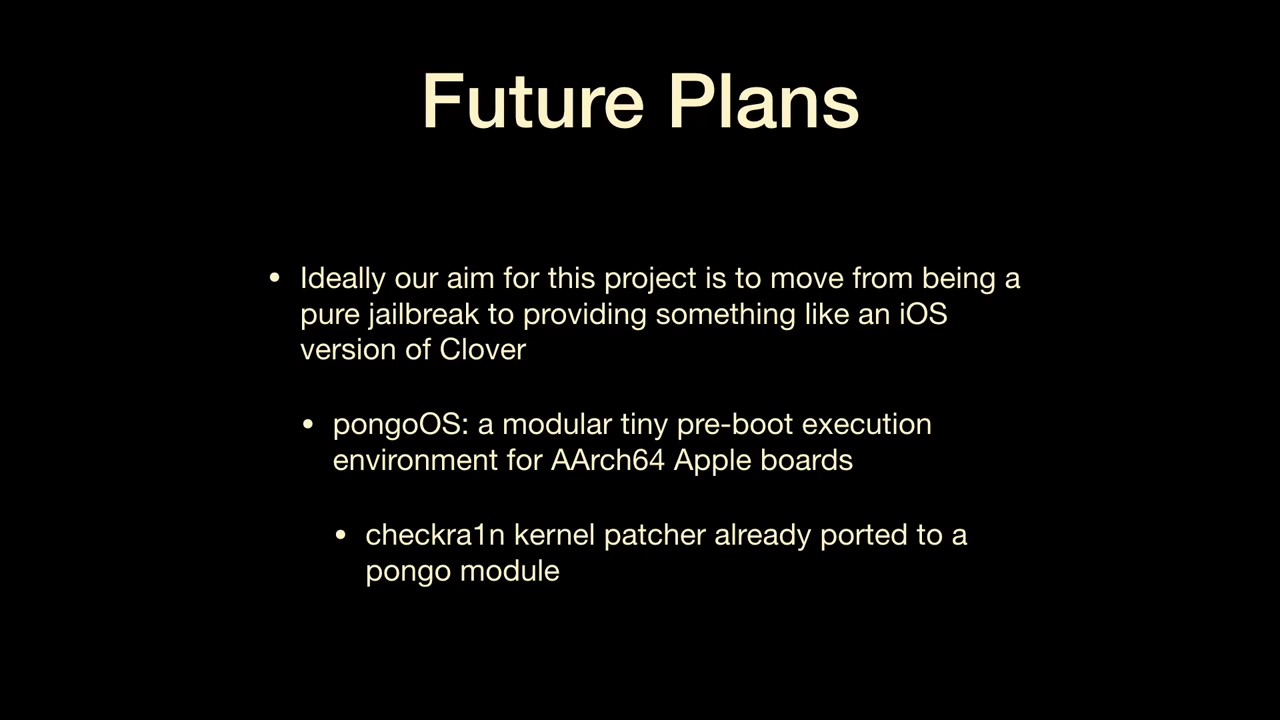 Future Plans
• Ideally our aim for this project is to move from being a
pure jailbreak to providing something like an iOS
version of Clover
• pongoOS: a modular tiny pre-boot execution
environment for AArch64 Apple boards
• checkra1n kernel patcher already ported to a
pongo module